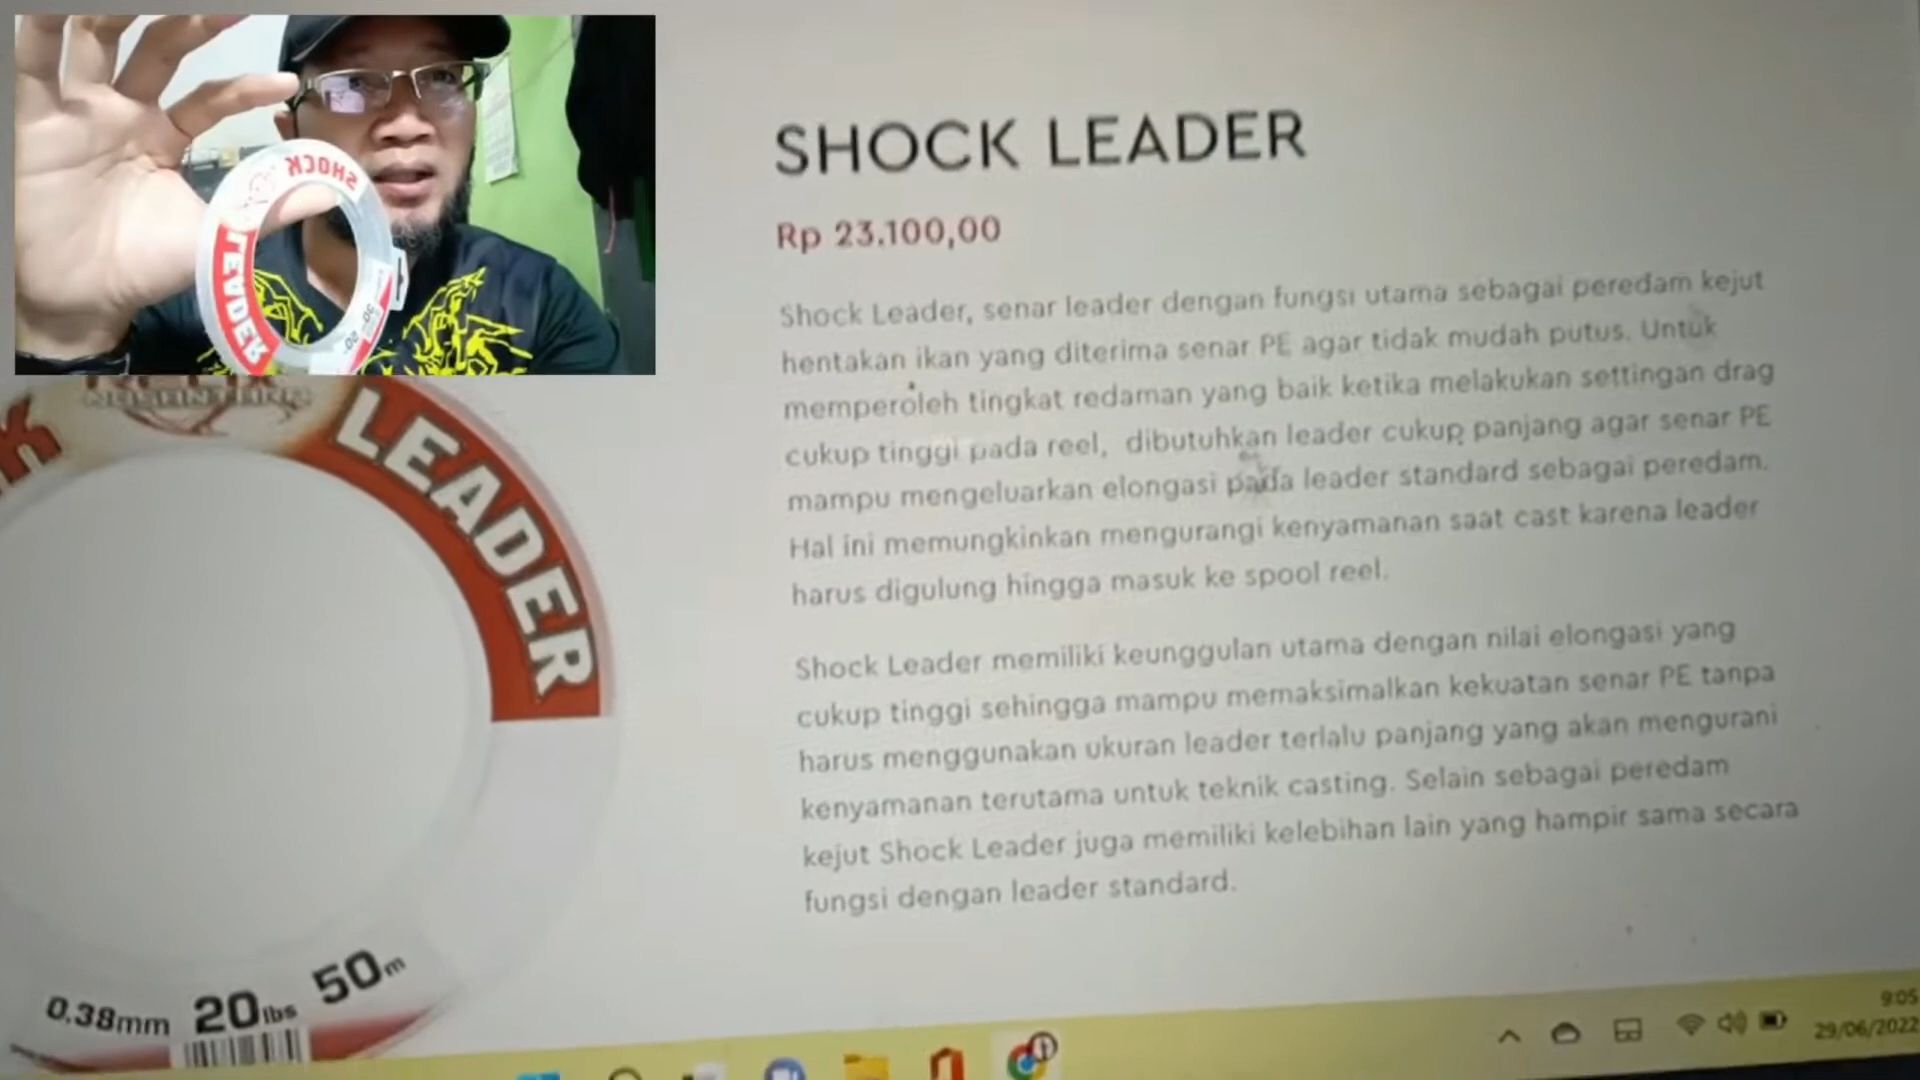 SHOCK
LEADER
SHOCK LEADER
Rp 23.100,00
Shock Leader, senar leader dengan fungsi utama sebagai peredam kejut
hentakan ikan yang diterima senar PE agar tidak mudah putus. Untuk
memperoleh tingkat redaman yang baik ketika melakukan settingan drag
cukup tinggi pada reel, dibutuhkan leader cukup panjang agar senar PE
mampu mengeluarkan elongasi pada leader standard sebagai peredam.
Hal ini memungkinkan mengurangi kenyamanan saat cast karena leader
harus digulung hingga masuk ke spool reel.
Shock Leader memiliki keunggulan utama dengan nilai elongasi yang
cukup tinggi sehingga mampu memaksimalkan kekuatan senar PE tanpa
harus menggunakan ukuran leader terlalu panjang yang akan mengurani
kenyamanan terutama untuk teknik casting. Selain sebagai peredam
kejut Shock Leader juga memiliki kelebihan lain yang hampir sama secara
fungsi dengan leader standard.
LEADER
0.38mm 20lbs 50m
9:05
29/06/2022